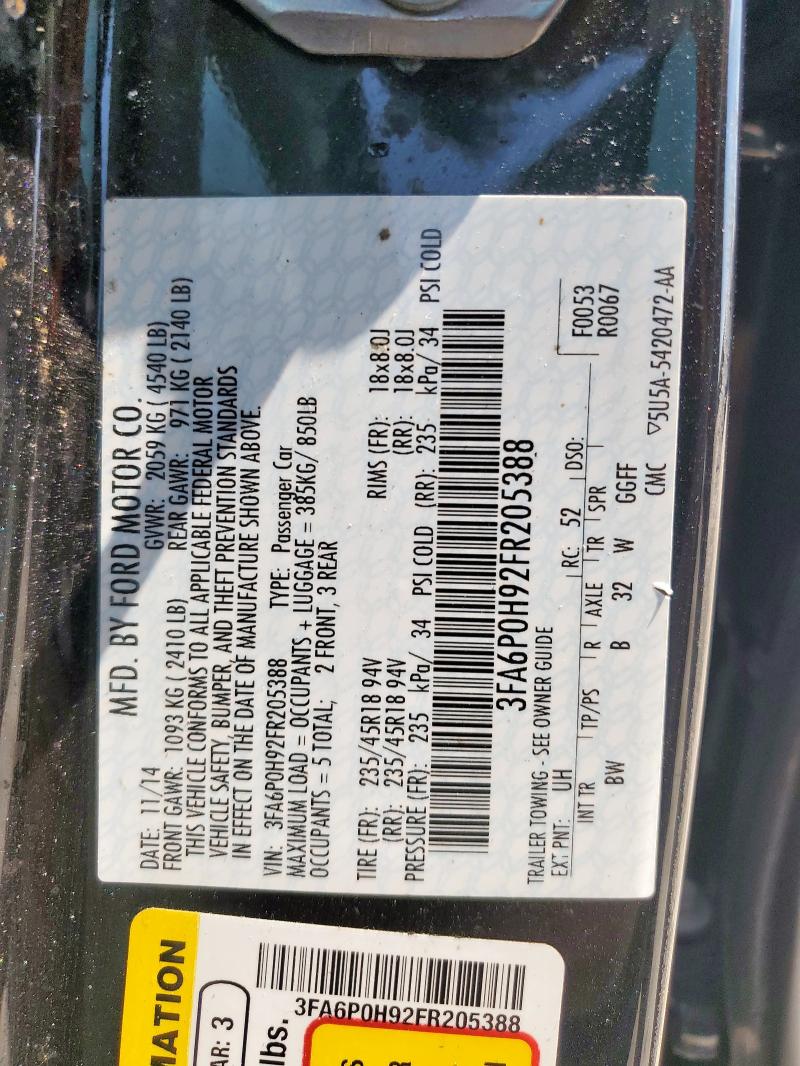 MFD. BY FORD MOTOR CO.
DATE: 11/14 GVWR: 2059 KG ( 4540 LB)
FRONT GAWR: 1093 KG ( 2410 LB) REAR GAWR: 971 KG ( 2140 LB)
THIS VEHICLE CONFORMS TO ALL APPLICABLE FEDERAL MOTOR
VEHICLE SAFETY, BUMPER, AND THEFT PREVENTION STANDARDS
IN EFFECT ON THE DATE OF MANUFACTURE SHOWN ABOVE.
VIN: 3FA6P0H92FR205388 TYPE: Passenger Car
MAXIMUM LOAD = OCCUPANTS + LUGGAGE = 385KG/ 850LB
OCCUPANTS = 5 TOTAL; 2 FRONT, 3 REAR
TIRE (FR): 235/45R18 94V RIMS (FR): 18x8.0J
(RR): 235/45R18 94V (RR): 18x8.0J
PRESSURE (FR): 235 kPa/ 34 PSI COLD (RR): 235 kPa/ 34 PSI COLD
3FA6P0H92FR205388
TRAILER TOWING - SEE OWNER GUIDE
EXT PNT: UH RC: 52 DSO: F0053
INT TR TP/PS R AXLE TR SPR R0067
BW B 32 W GGFF
CMC ▽5U5A-5420472-AA
MATION
AR: 3
3FA6P0H92FR205388
lbs.